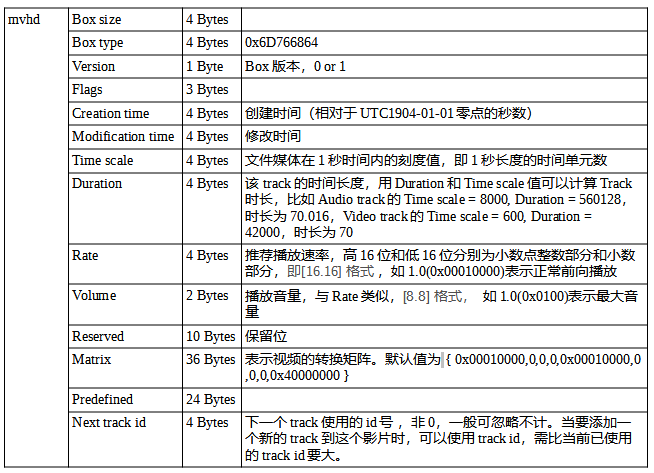 mvhd Box size 4 Bytes
Box type 4 Bytes 0x6D766864
Version 1 Byte Box 版本，0 or 1
Flags 3 Bytes
Creation time 4 Bytes 创建时间（相对于 UTC1904-01-01 零点的秒数）
Modification time 4 Bytes 修改时间
Time scale 4 Bytes 文件媒体在 1 秒时间内的刻度值，即 1 秒长度的时间单元数
Duration 4 Bytes 该 track 的时间长度，用 Duration 和 Time scale 值可以计算 Track
时长，比如 Audio track 的 Time scale = 8000, Duration = 560128，
时长为 70.016，Video track 的 Time scale = 600, Duration =
42000，时长为 70
Rate 4 Bytes 推荐播放速率，高 16 位和低 16 位分别为小数点整数部分和小数
部分，即[16.16] 格式 ，如 1.0(0x00010000)表示正常前向播放
Volume 2 Bytes 播放音量，与 Rate 类似，[8.8] 格式， 如 1.0(0x0100)表示最大音
量
Reserved 10 Bytes 保留位
Matrix 36 Bytes 表示视频的转换矩阵。默认值为 { 0x00010000,0,0,0,0x00010000,0
,0,0,0x40000000 }
Predefined 24 Bytes
Next track id 4 Bytes 下一个 track 使用的 id 号 ，非 0，一般可忽略不计。当要添加一
个新的 track 到这个影片时，可以使用 track id，需比当前已使用
的 track id 要大。